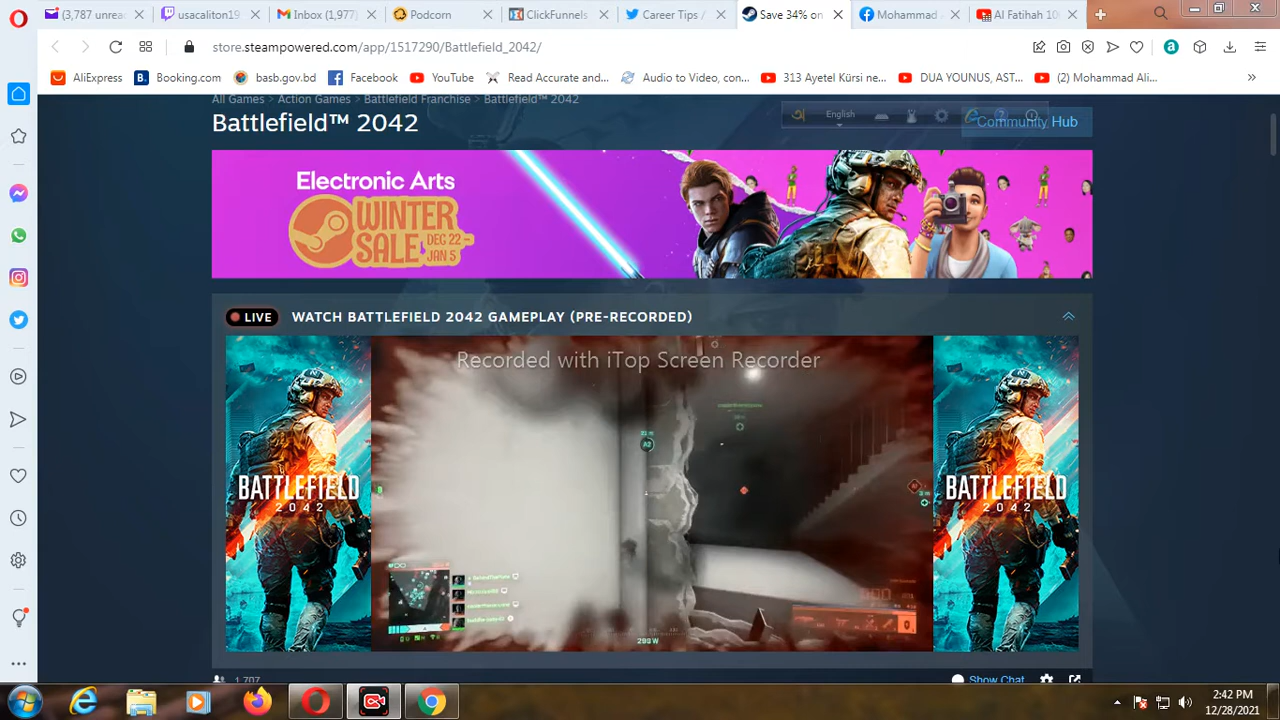 (3,787 unrea
usacaliton19
Inbox (1,977)
Podcorn
ClickFunnels
Career Tips /
Save 34% on
Mohammad
Al Fatihah 10
store.steampowered.com/app/1517290/Battlefield_2042/
AliExpress
Booking.com
basb.gov.bd
Facebook
YouTube
Read Accurate and...
Audio to Video, con...
313 Ayetel Kürsi ne...
DUA YOUNUS, AST...
(2) Mohammad Ali...
All Games > Action Games > Battlefield Franchise > Battlefield™ 2042
Battlefield™ 2042
English
Community Hub
Electronic Arts
WINTER
SALE
DEC 22 –
JAN 5
LIVE
WATCH BATTLEFIELD 2042 GAMEPLAY (PRE-RECORDED)
Recorded with iTop Screen Recorder
A2
BATTLEFIELD
2042
BATTLEFIELD
2042
1,707
Show Chat
2:42 PM
12/28/2021